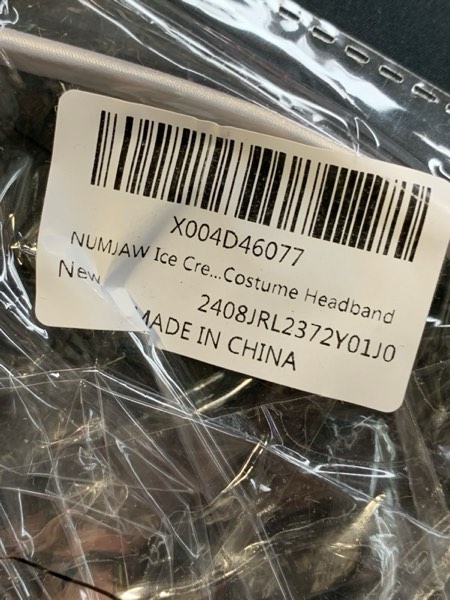 X004D46077
NUMJAW Ice Cre...Costume Headband
New
2408JRL2372Y01J0
MADE IN CHINA